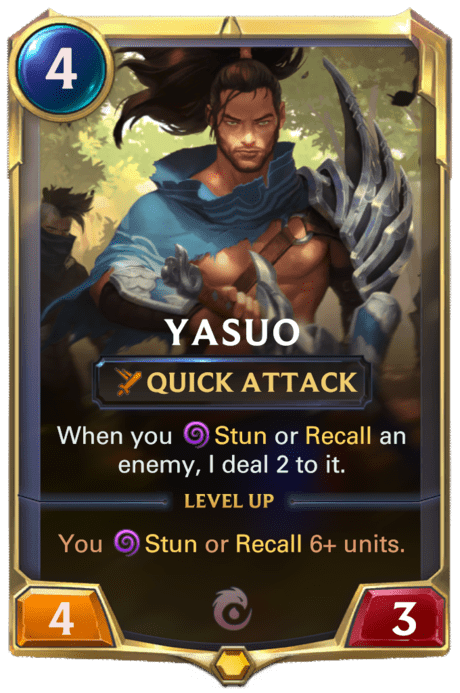 4
YASUO
QUICK ATTACK
When you Stun or Recall an
enemy, I deal 2 to it.
LEVEL UP
You Stun or Recall 6+ units.
4
3